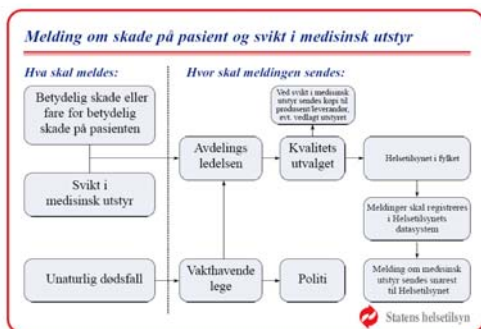 Melding om skade på pasient og svikt i medisinsk utstyr
Hva skal meldes:
Hvor skal meldingen sendes:
Betydelig skade eller
fare for betydelig
skade på pasienten
Svikt i
medisinsk utstyr
Unaturlig dødsfall
Ved svikt i medisinsk
utstyr sendes kopi til
produsent/leverandør,
evt. vedlagt utstyret
Avdelings
ledelsen
Kvalitets
utvalget
Helsetilsynet i fylket
Meldinger skal registreres
i Helsetilsynets
datasystem
Vakthavende
lege
Politi
Melding om medisinsk
utstyr sendes snarest
til Helsetilsynet
Statens helsetilsyn